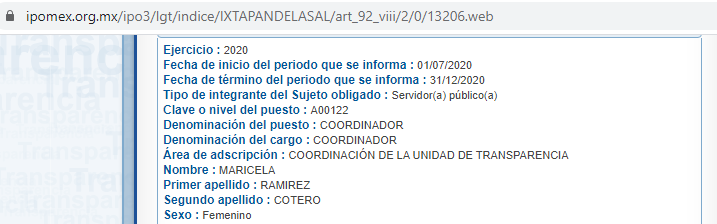 ipomex.org.mx/ipo3/lgt/indice/IXTAPANDELASAL/art_92_viii/2/0/13206.web
Ejercicio : 2020
Fecha de inicio del periodo que se informa : 01/07/2020
Fecha de término del periodo que se informa : 31/12/2020
Tipo de integrante del Sujeto obligado : Servidor(a) público(a)
Clave o nivel del puesto : A00122
Denominación del puesto : COORDINADOR
Denominación del cargo : COORDINADOR
Área de adscripción : COORDINACIÓN DE LA UNIDAD DE TRANSPARENCIA
Nombre : MARICELA
Primer apellido : RAMIREZ
Segundo apellido : COTERO
Sexo : Femenino